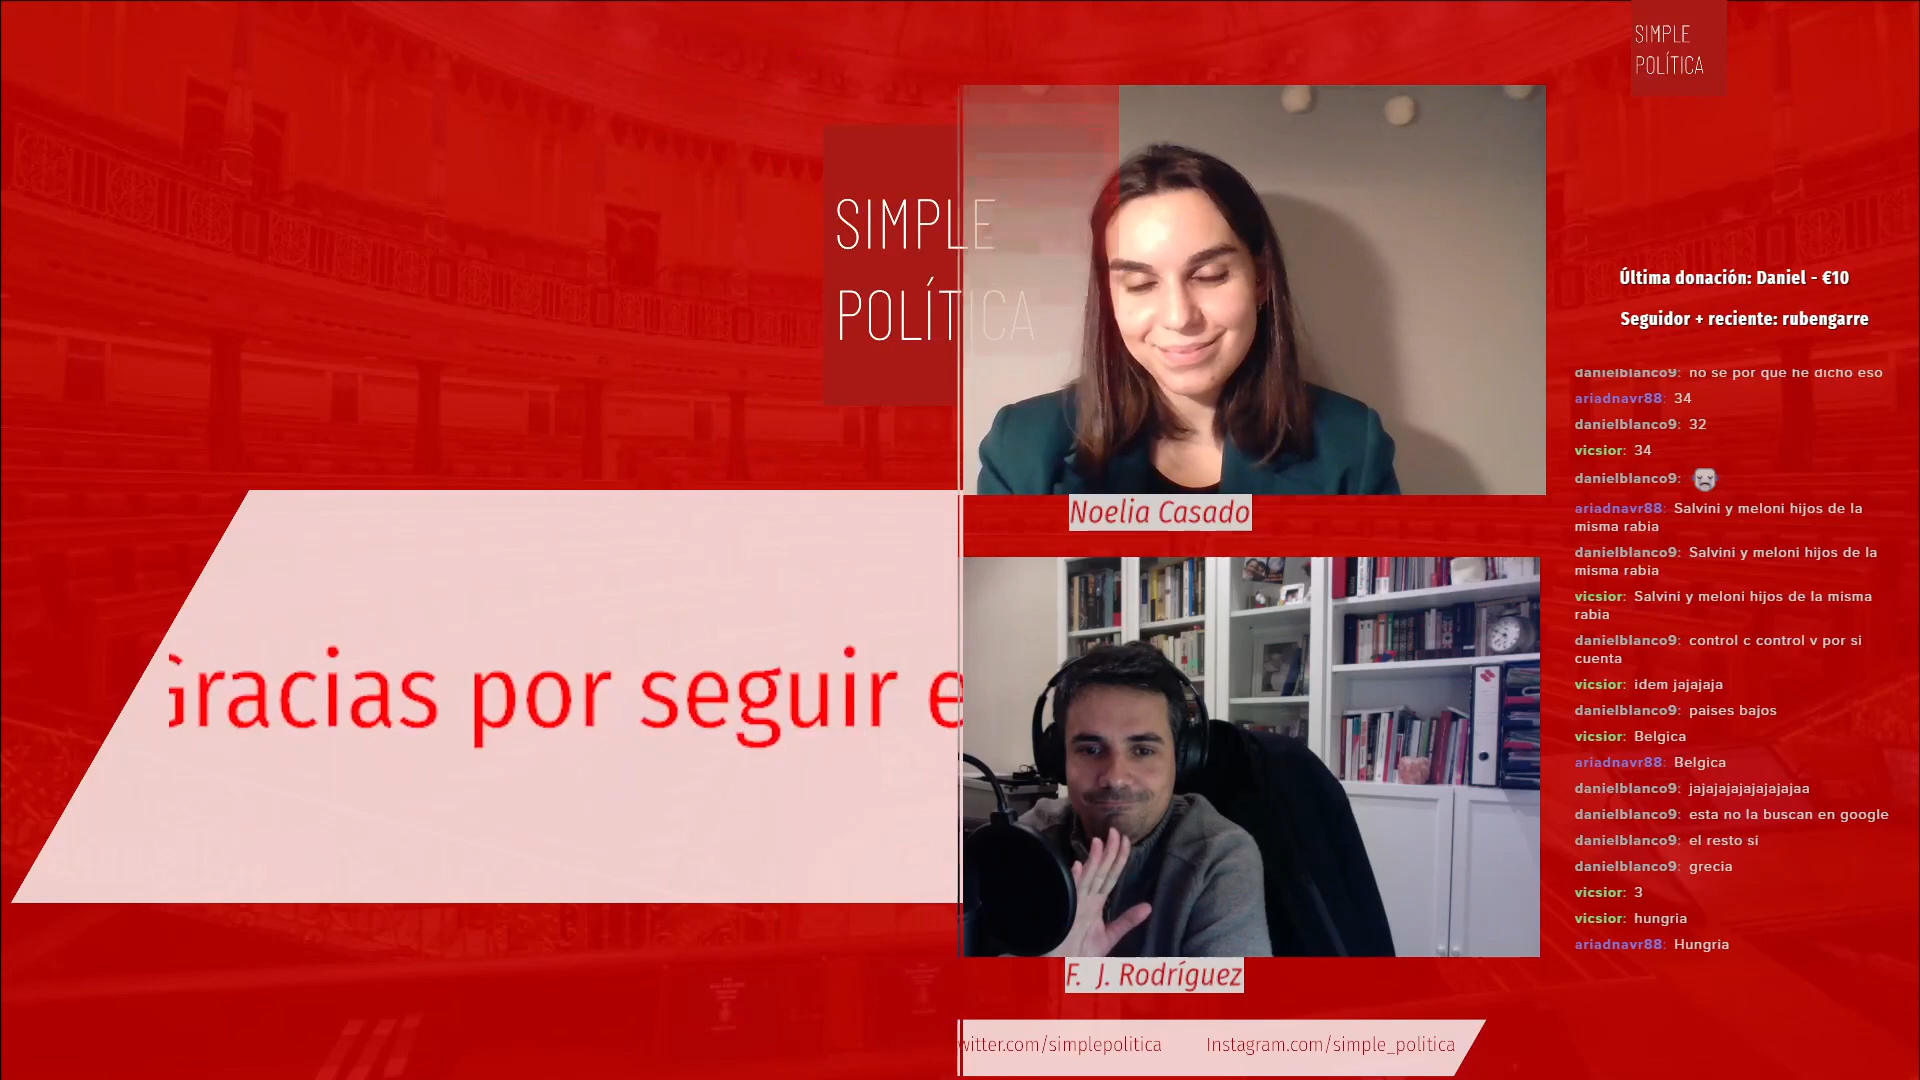 SIMPLE
POLÍTICA
SIMPLE
POLÍTICA
Última donación: Daniel - €10
Seguidor + reciente: rubengarre
danielblanco9: no se por que he dicho eso
ariadnavr88: 34
danielblanco9: 32
vicsior: 34
danielblanco9:
ariadnavr88: Salvini y meloni hijos de la
misma rabia
danielblanco9: Salvini y meloni hijos de la
misma rabia
vicsior: Salvini y meloni hijos de la misma
rabia
danielblanco9: control c control v por si
cuenta
vicsior: idem jajajaja
danielblanco9: paises bajos
vicsior: Belgica
ariadnavr88: Belgica
danielblanco9: jajajajajajajajajaa
danielblanco9: esta no la buscan en google
danielblanco9: el resto si
danielblanco9: grecia
vicsior: 3
vicsior: hungria
ariadnavr88: Hungria
Noelia Casado
Gracias por seguir e
F. J. Rodríguez
witter.com/simplepolitica Instagram.com/simple_politica